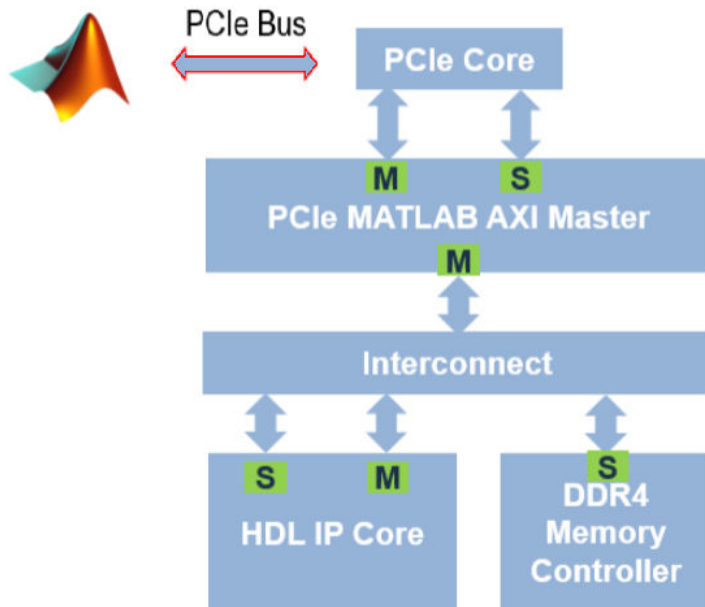 PCIe Bus
PCIe Core
M
S
PCIe MATLAB AXI Master
M
Interconnect
S
M
HDL IP Core
S
DDR4
Memory
Controller